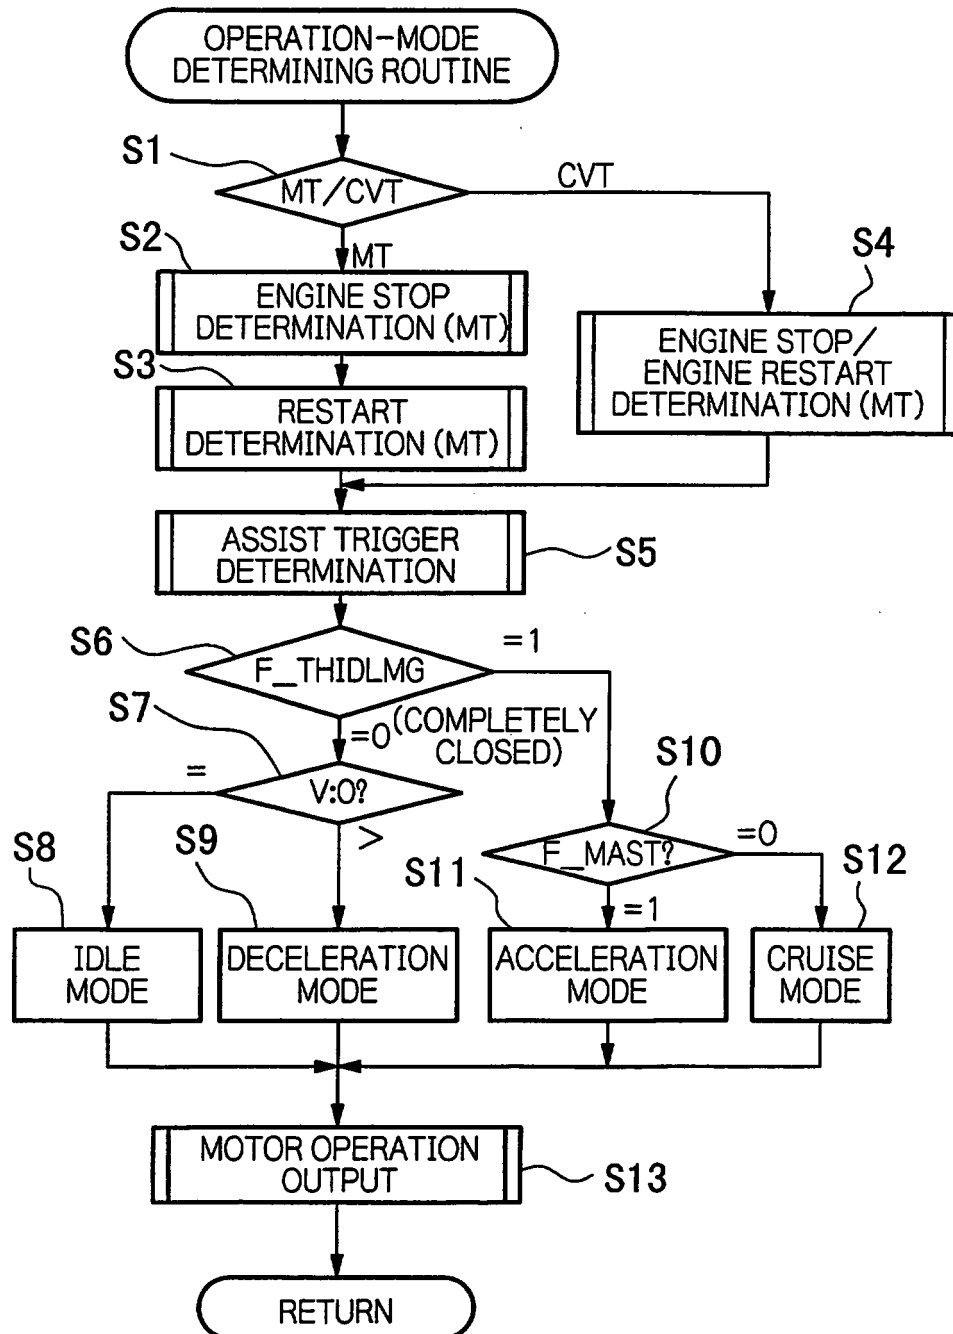 OPERATION-MODE
DETERMINING ROUTINE
S1
MT/CVT
CVT
MT
S2
ENGINE STOP
DETERMINATION (MT)
S4
ENGINE STOP/
ENGINE RESTART
DETERMINATION (MT)
S3
RESTART
DETERMINATION (MT)
ASSIST TRIGGER
DETERMINATION
S5
S6
F_THIDLMG
=1
=0
(COMPLETELY
CLOSED)
S7
V:0?
=
>
S10
F_MAST?
=0
=1
S8
IDLE
MODE
S9
DECELERATION
MODE
S11
ACCELERATION
MODE
S12
CRUISE
MODE
MOTOR OPERATION
OUTPUT
S13
RETURN